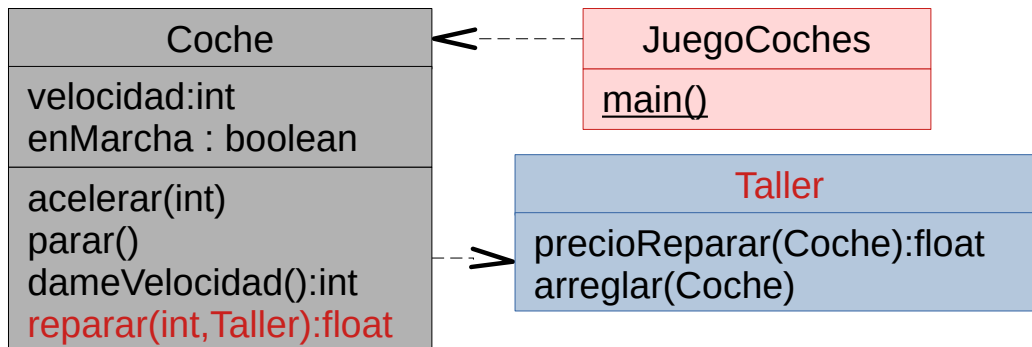 Coche
velocidad:int
enMarcha : boolean
acelerar(int)
parar()
dameVelocidad():int
reparar(int,Taller):float
JuegoCoches
main()
Taller
precioReparar(Coche):float
arreglar(Coche)